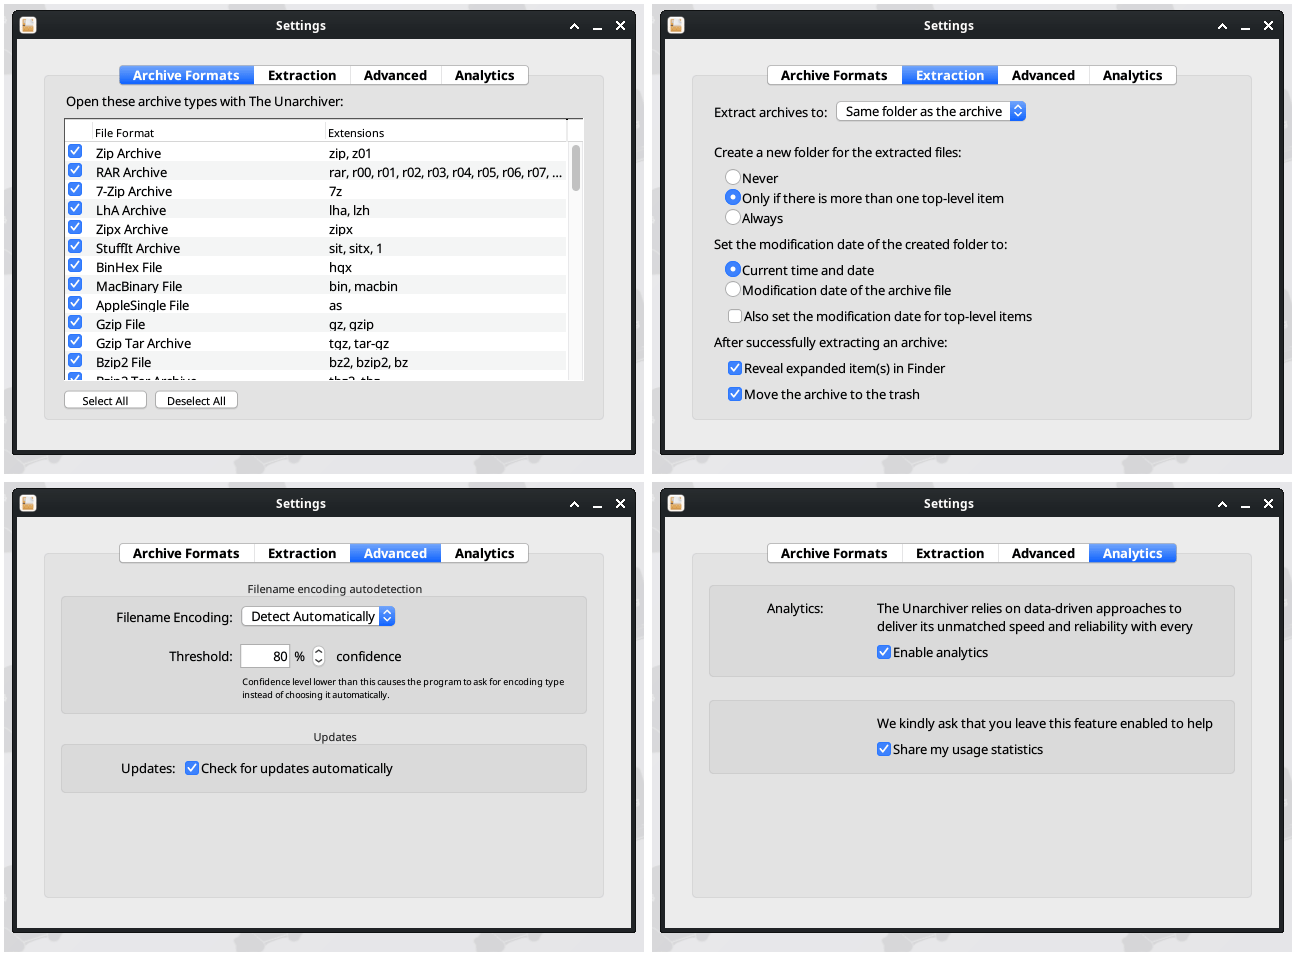 Settings
Archive Formats Extraction Advanced Analytics
Open these archive types with The Unarchiver:
File Format Extensions
Zip Archive zip, z01
RAR Archive rar, r00, r01, r02, r03, r04, r05, r06, r07, ...
7-Zip Archive 7z
LhA Archive lha, lzh
Zipx Archive zipx
StuffIt Archive sit, sitx, 1
BinHex File hqx
MacBinary File bin, macbin
AppleSingle File as
Gzip File gz, gzip
Gzip Tar Archive tgz, tar-gz
Bzip2 File bz2, bzip2, bz
Bzip2 Tar Archive tbz2, tbz
Select All Deselect All
Settings
Archive Formats Extraction Advanced Analytics
Extract archives to: Same folder as the archive
Create a new folder for the extracted files:
Never
Only if there is more than one top-level item
Always
Set the modification date of the created folder to:
Current time and date
Modification date of the archive file
Also set the modification date for top-level items
After successfully extracting an archive:
Reveal expanded item(s) in Finder
Move the archive to the trash
Settings
Archive Formats Extraction Advanced Analytics
Filename encoding autodetection
Filename Encoding: Detect Automatically
Threshold: 80 % confidence
Confidence level lower than this causes the program to ask for encoding type
instead of choosing it automatically.
Updates
Updates: Check for updates automatically
Settings
Archive Formats Extraction Advanced Analytics
Analytics: The Unarchiver relies on data-driven approaches to
deliver its unmatched speed and reliability with every
Enable analytics
We kindly ask that you leave this feature enabled to help
Share my usage statistics